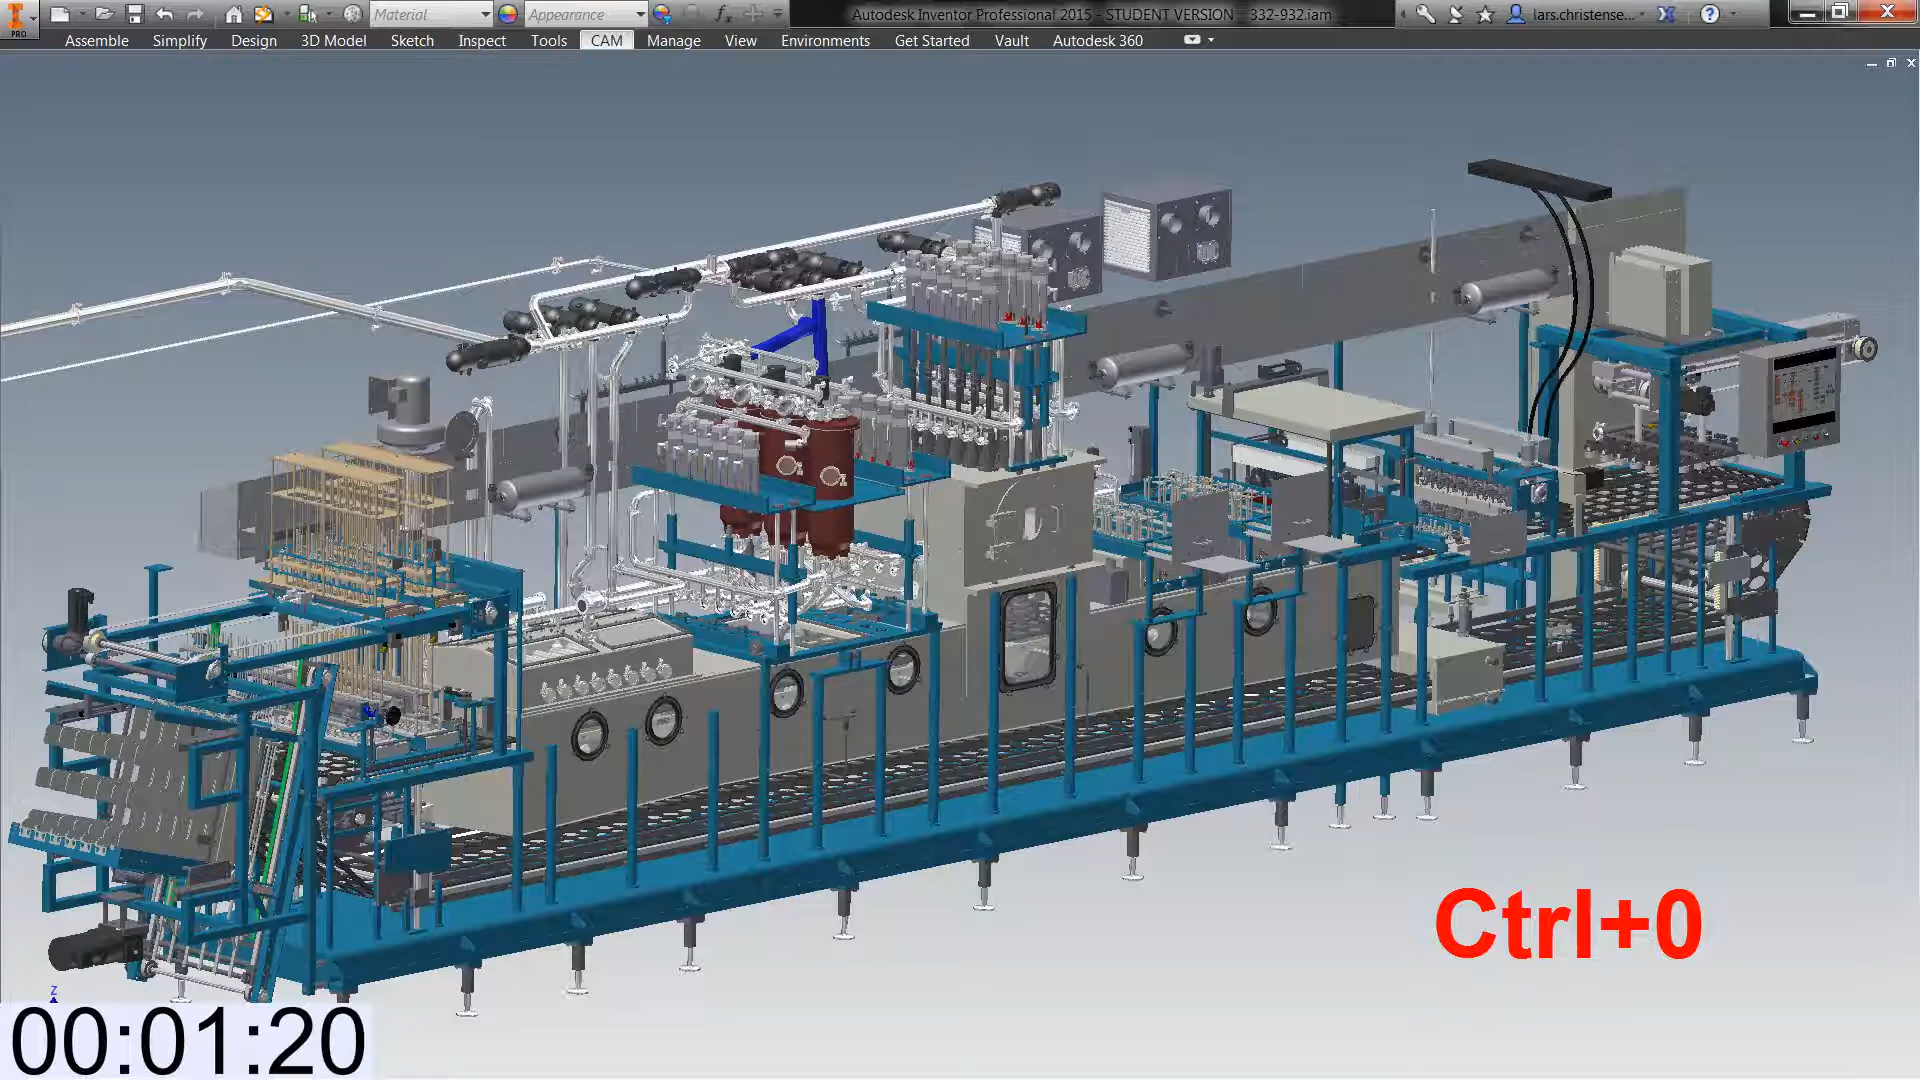 Material
Appearance
Autodesk Inventor Professional 2015 - STUDENT VERSION 332-932.iam
lars.christense...
PRO
Assemble Simplify Design 3D Model Sketch Inspect Tools CAM Manage View Environments Get Started Vault Autodesk 360
Ctrl+0
Z
00:01:20